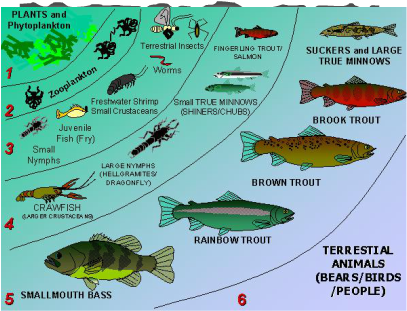 PLANTS and
Phytoplankton
1
Zooplankton
2
Terrestrial Insects
Worms
Freshwater Shrimp
Small Crustaceans
Juvenile
Fish (Fry)
Small
Nymphs
3
FINGERLING TROUT/
SALMON
Small TRUE MINNOWS
(SHINERS/CHUBS)
LARGE NYMPHS
(HELLGRAMITES/
DRAGONFLY)
CRAWFISH
(LARGER CRUSTACEANS)
4
SUCKERS and LARGE
TRUE MINNOWS
BROOK TROUT
BROWN TROUT
RAINBOW TROUT
SMALLMOUTH BASS
5
6
TERRESTIAL
ANIMALS
(BEARS/BIRDS
/PEOPLE)